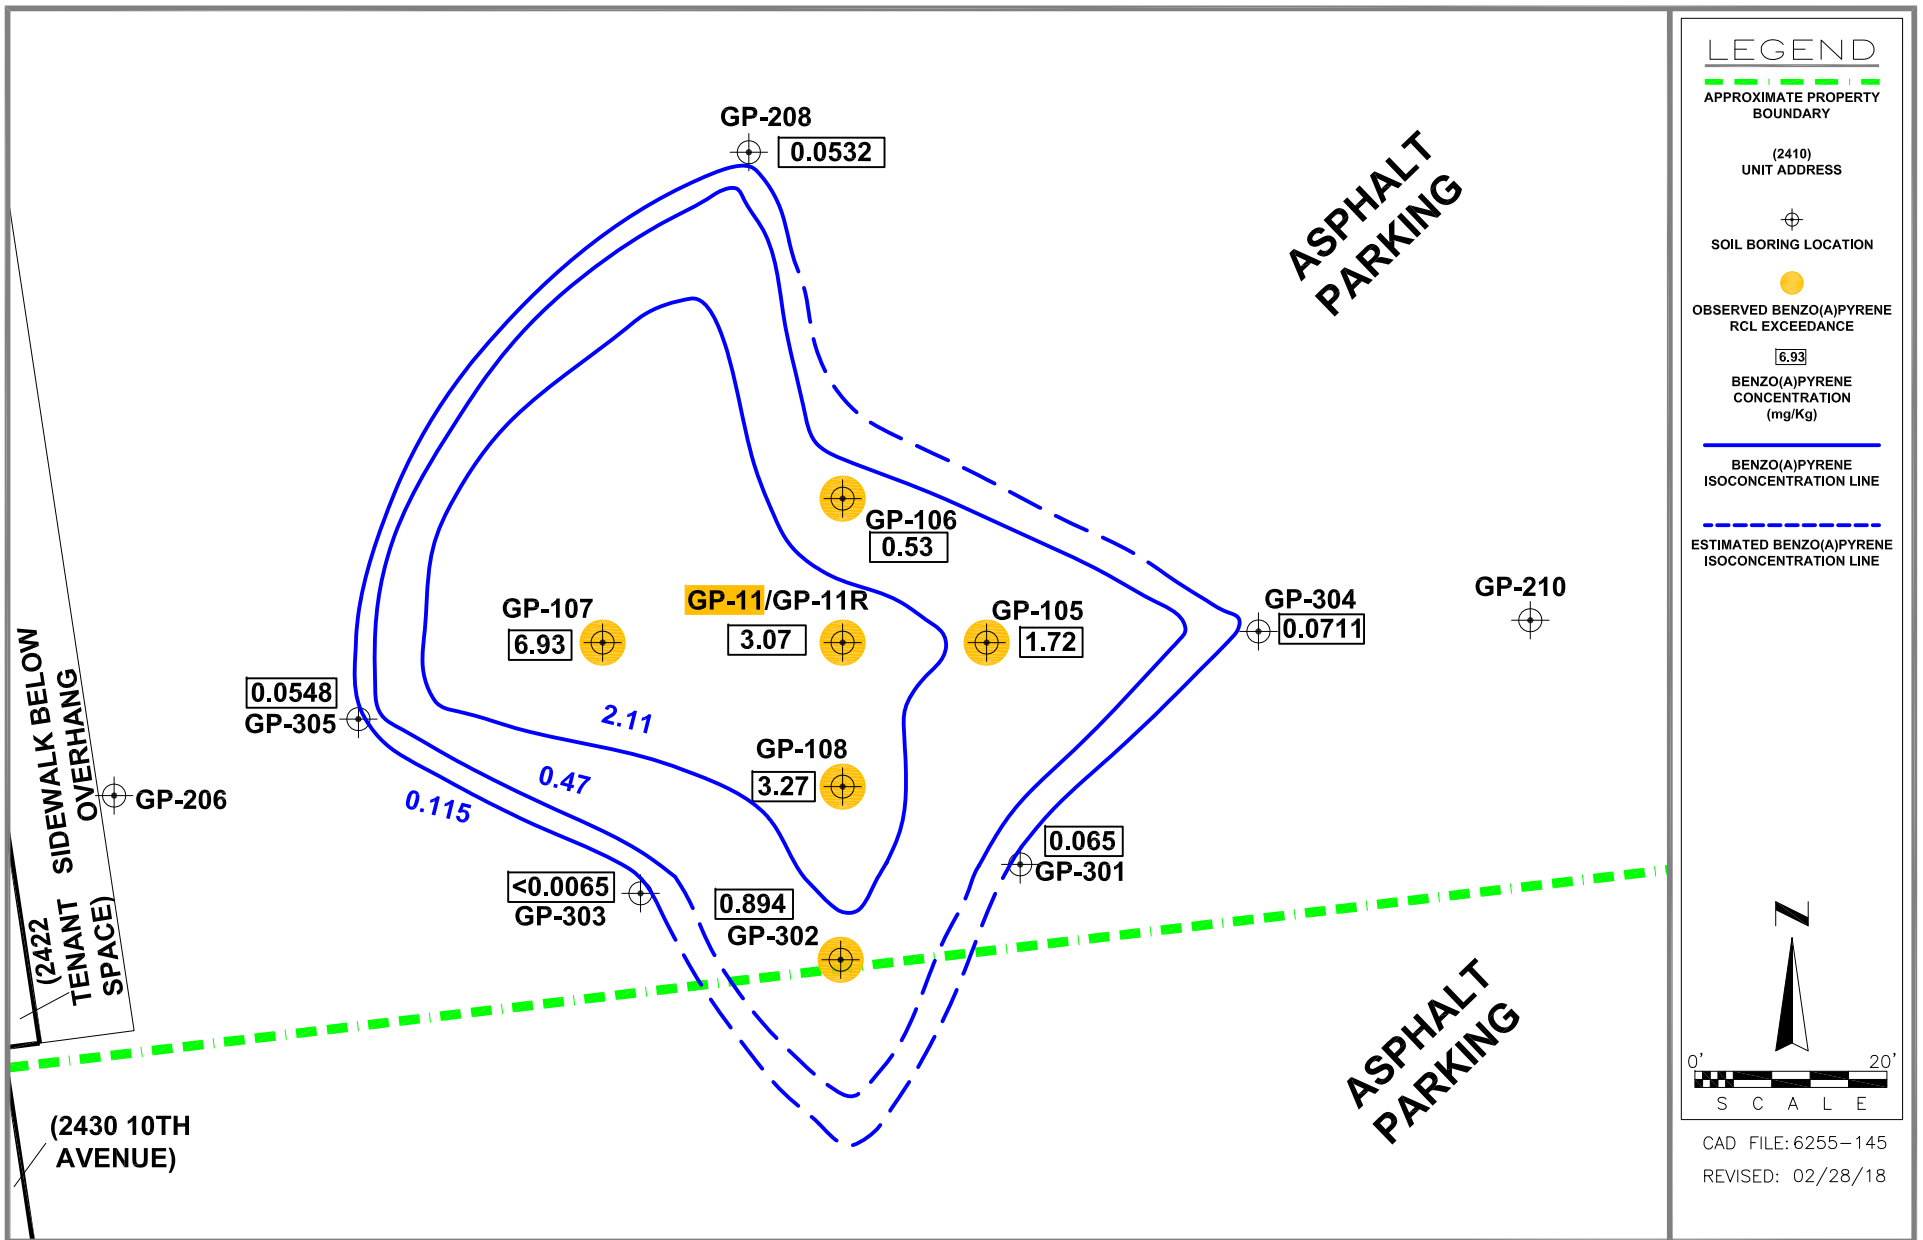 GP-208
0.0532
ASPHALT
PARKING
GP-106
0.53
GP-107
6.93
GP-11/GP-11R
3.07
GP-105
1.72
GP-304
0.0711
GP-210
0.0548
GP-305
2.11
0.47
0.115
GP-108
3.27
SIDEWALK BELOW
OVERHANG
GP-206
0.065
GP-301
<0.0065
GP-303
0.894
GP-302
(2422
TENANT
SPACE)
ASPHALT
PARKING
(2430 10TH
AVENUE)
LEGEND
APPROXIMATE PROPERTY
BOUNDARY
(2410)
UNIT ADDRESS
SOIL BORING LOCATION
OBSERVED BENZO(A)PYRENE
RCL EXCEEDANCE
6.93
BENZO(A)PYRENE
CONCENTRATION
(mg/Kg)
BENZO(A)PYRENE
ISOCONCENTRATION LINE
ESTIMATED BENZO(A)PYRENE
ISOCONCENTRATION LINE
N
0' 20'
SCALE
CAD FILE: 6255-145
REVISED: 02/28/18